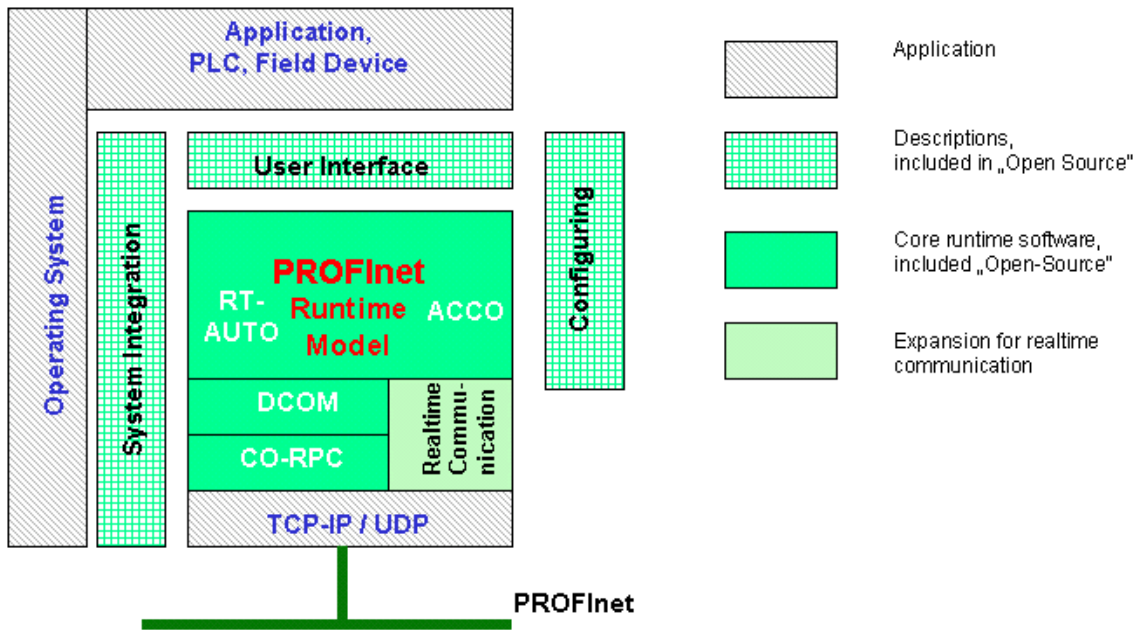 Application,
PLC, Field Device
Operating System
System Integration
User Interface
Configuring
PROFInet
Runtime
Model
RT-
AUTO
ACCO
DCOM
CO-RPC
Realtime
Commu-
nication
TCP-IP / UDP
PROFInet
Application
Descriptions,
included in „Open Source"
Core runtime software,
included „Open-Source"
Expansion for realtime
communication